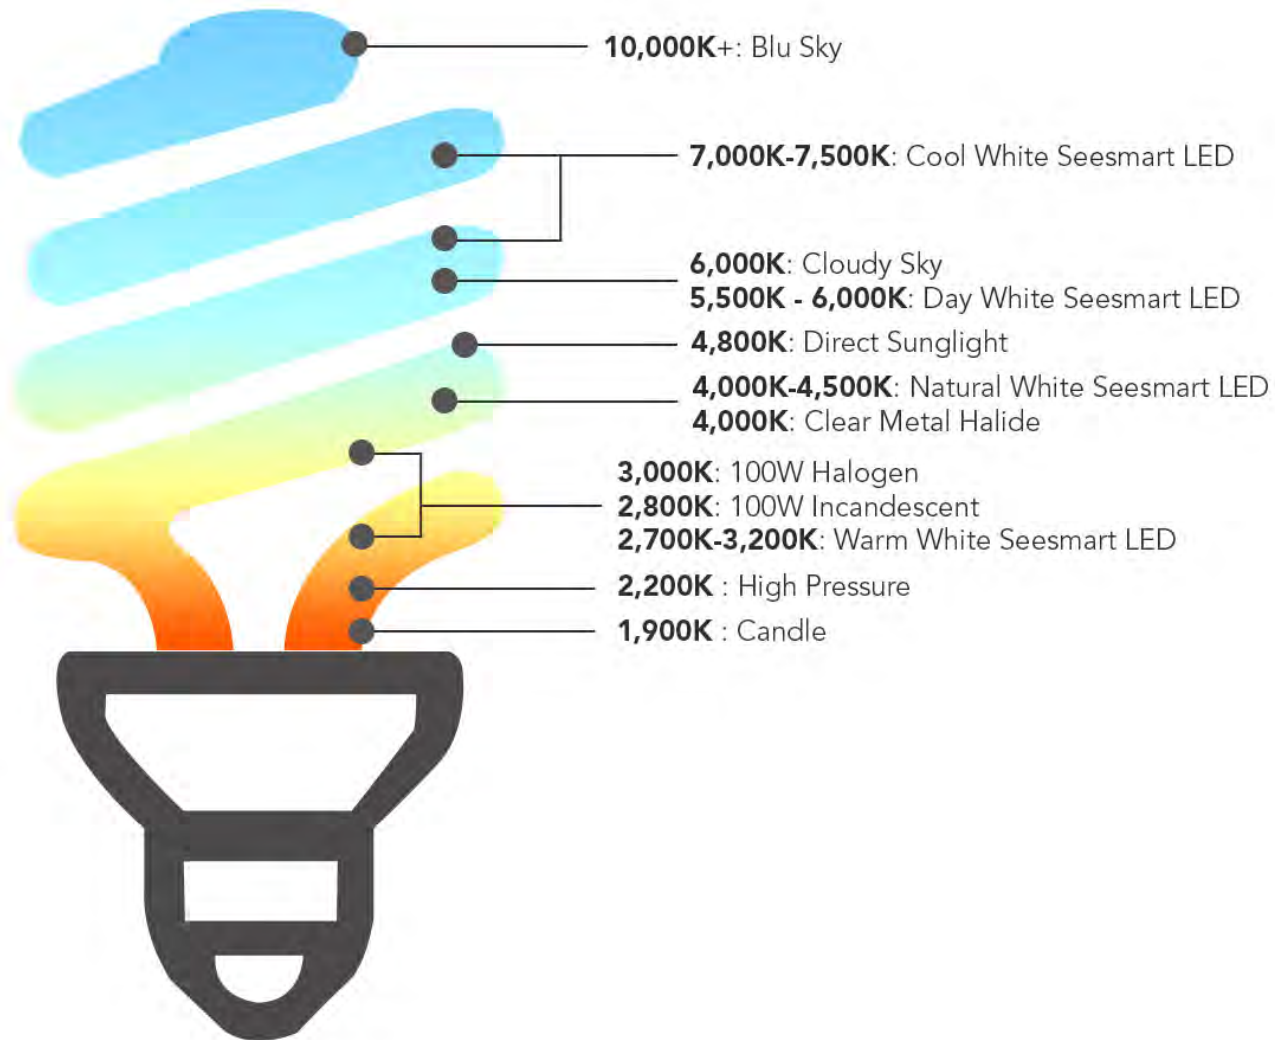 10,000K+: Blu Sky
7,000K-7,500K: Cool White Seesmart LED
6,000K: Cloudy Sky
5,500K - 6,000K: Day White Seesmart LED
4,800K: Direct Sunglight
4,000K-4,500K: Natural White Seesmart LED
4,000K: Clear Metal Halide
3,000K: 100W Halogen
2,800K: 100W Incandescent
2,700K-3,200K: Warm White Seesmart LED
2,200K : High Pressure
1,900K : Candle